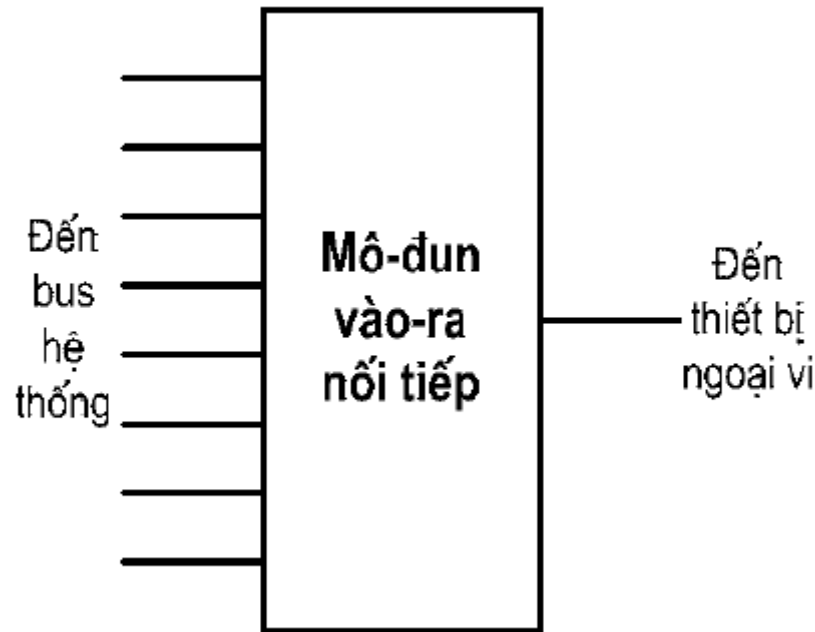 Đến
bus
hệ
thống
Mô-đun
vào-ra
nối tiếp
Đến
thiết bị
ngoại vi